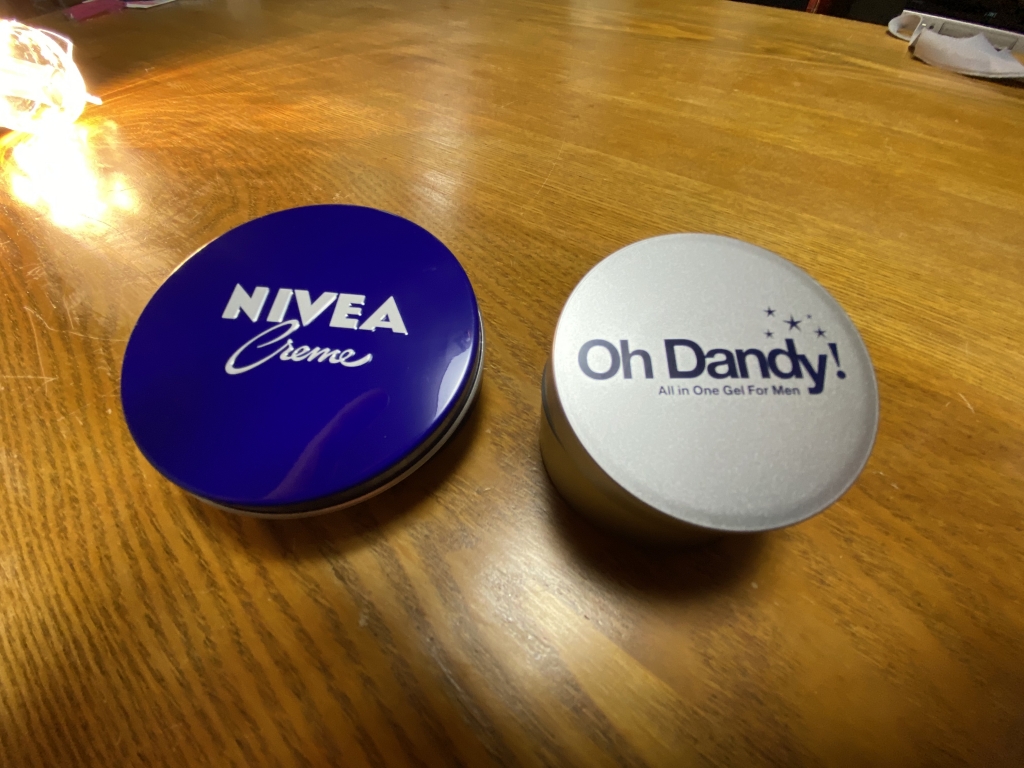 NIVEA
Creme
Oh Dandy!
All in One Gel For Men